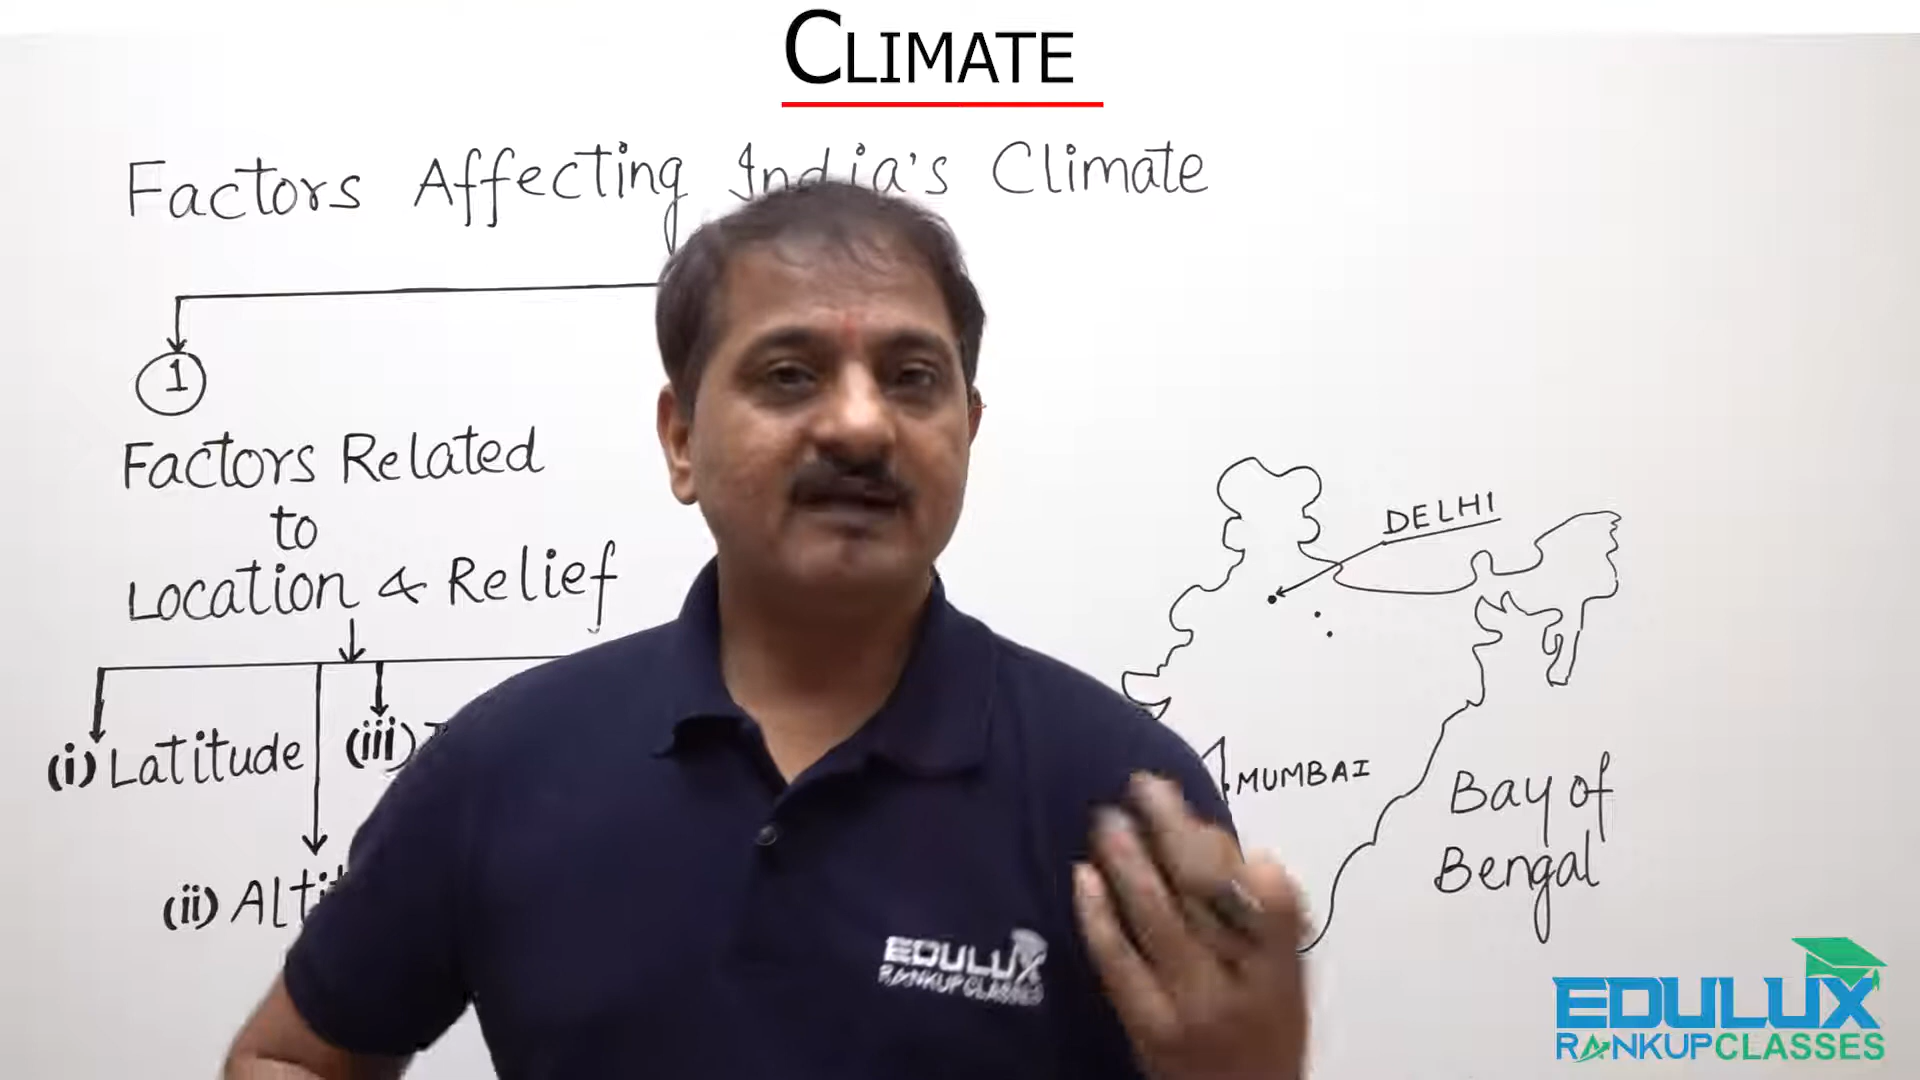 CLIMATE
Factors Affecting India's Climate
1
Factors Related
to
Location & Relief
(i) Latitude
(iii)
(ii)
DELHI
MUMBAI
Bay of
Bengal
EDULUX
RANKUPCLASSES
EDULUX
RANKUPCLASSES